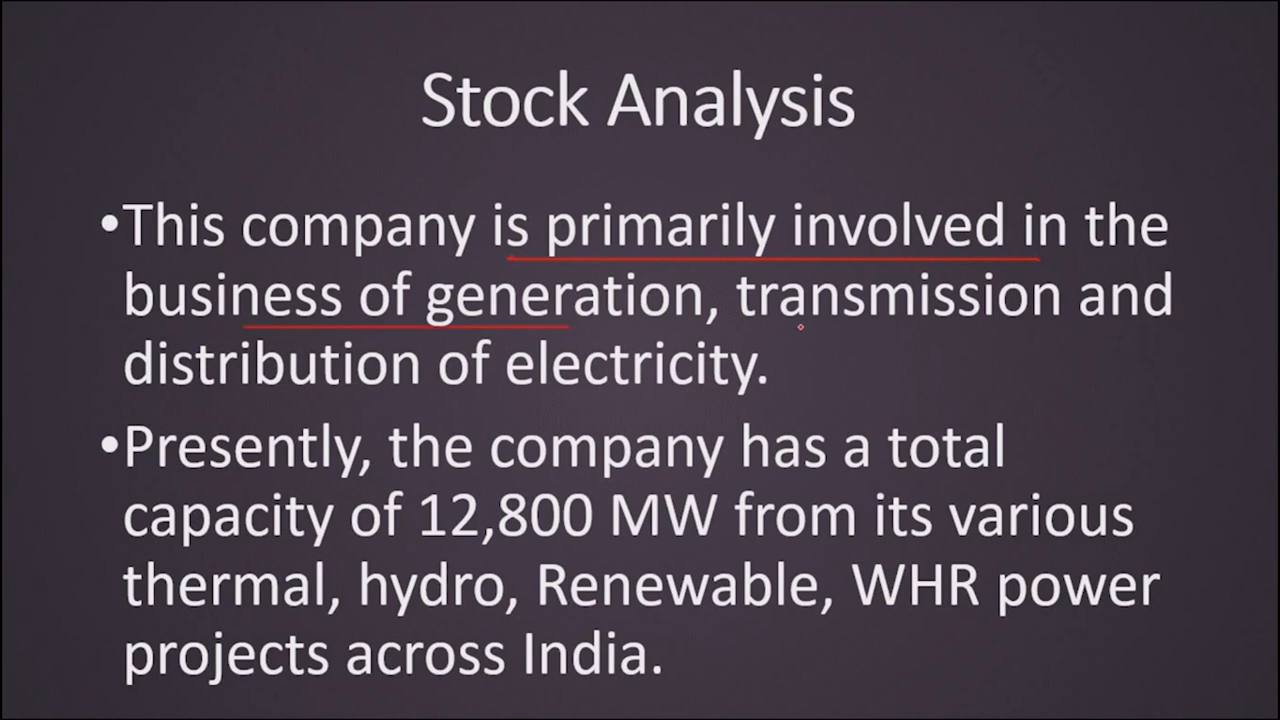 Stock Analysis
•This company is primarily involved in the
business of generation, transmission and
distribution of electricity.
•Presently, the company has a total
capacity of 12,800 MW from its various
thermal, hydro, Renewable, WHR power
projects across India.